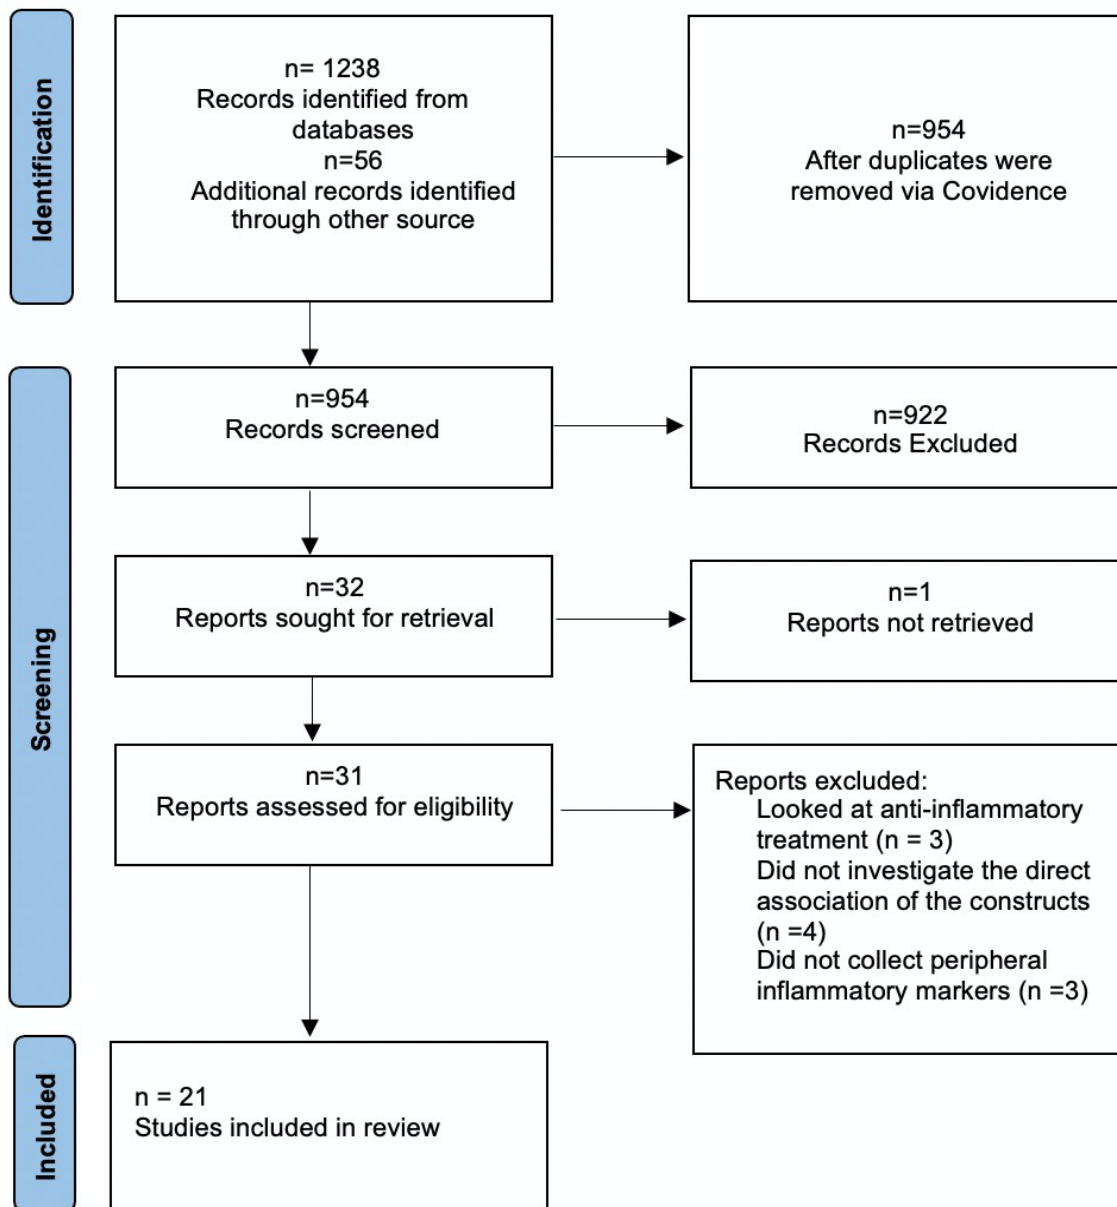 Identification
n= 1238
Records identified from
databases
n=56
Additional records identified
through other source
n=954
After duplicates were
removed via Covidence
Screening
n=954
Records screened
n=922
Records Excluded
n=32
Reports sought for retrieval
n=1
Reports not retrieved
n=31
Reports assessed for eligibility
Reports excluded:
Looked at anti-inflammatory
treatment (n = 3)
Did not investigate the direct
association of the constructs
(n =4)
Did not collect peripheral
inflammatory markers (n =3)
Included
n = 21
Studies included in review